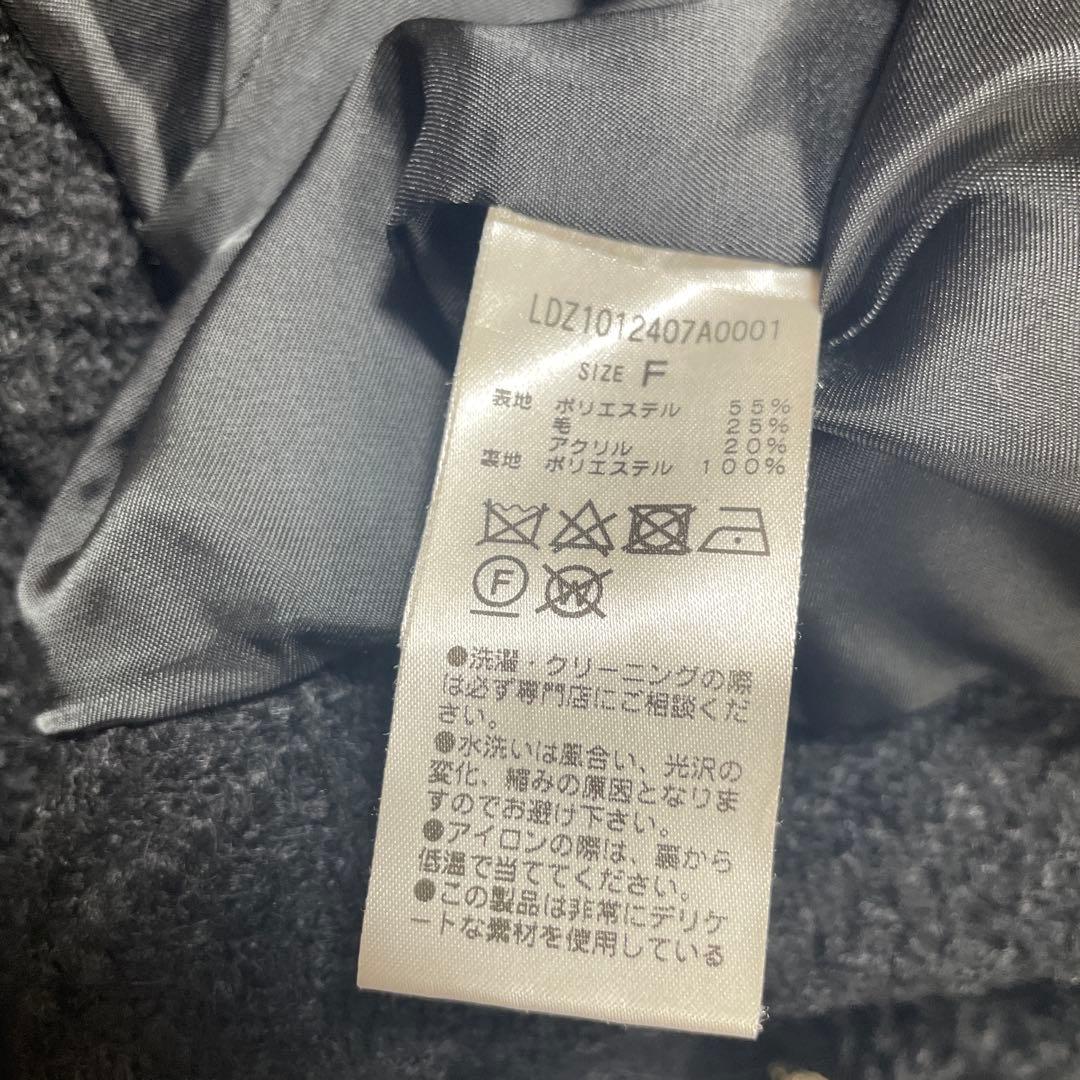 LDZ1012407A0001
SIZE F
表地 ポリエステル 55%
毛 25%
アクリル 20%
裏地 ポリエステル 100%
F W
●洗濯・クリーニングの際
は必ず専門店にご相談くだ
さい。
●水洗いは風合い、光沢の
変化、縮みの原因となりま
すのでお避け下さい。
●アイロンの際は、裏から
低温で当ててください。
●この製品は非常にデリケ
ートな素材を使用している